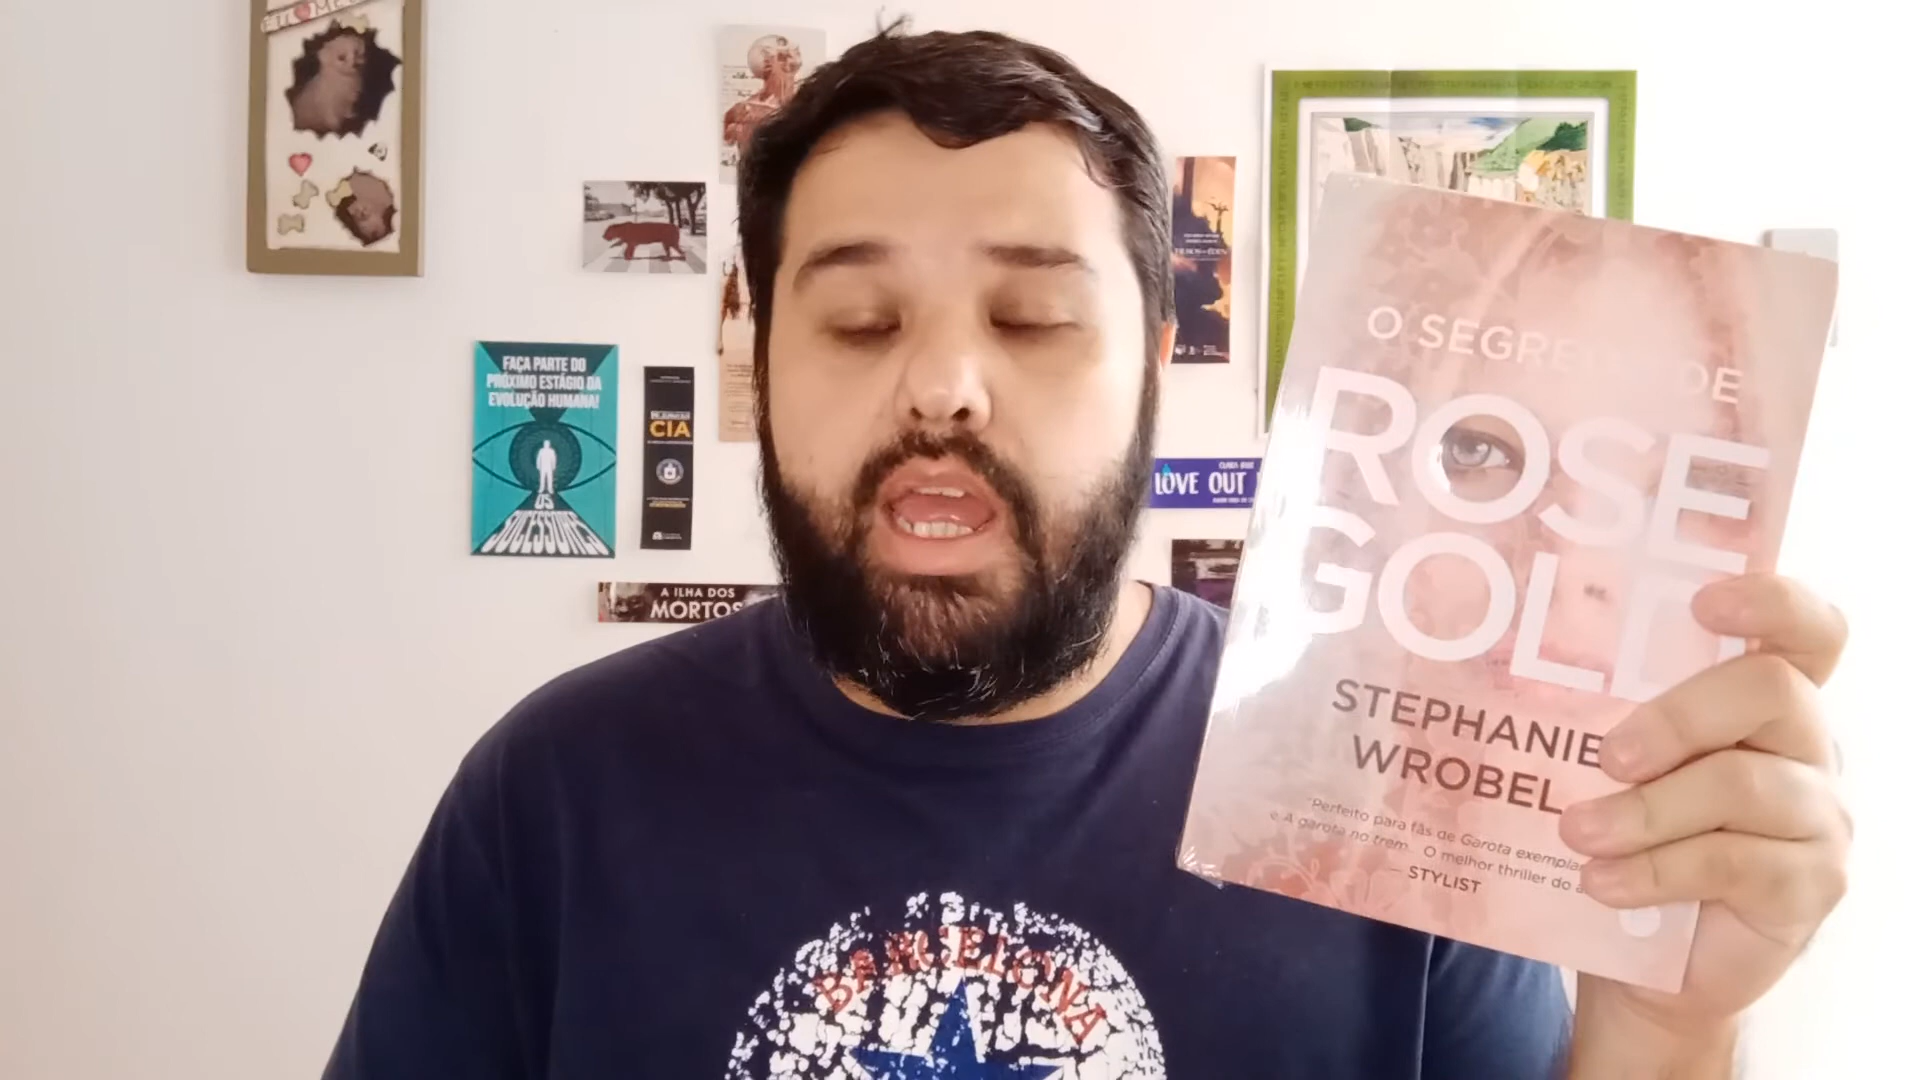 FAÇA PARTE DO
PRÓXIMO ESTÁGIO DA
EVOLUÇÃO HUMANA!
OS
SUCESSORES
CIA
A ILHA DOS
MORTOS
LOVE OUT
BARCELONA
O SEGREDO DE
ROSE
GOLD
STEPHANIE
WROBEL
"Perfeito para fãs de Garota exemplar
e A garota no trem... O melhor thriller do a
— STYLIST